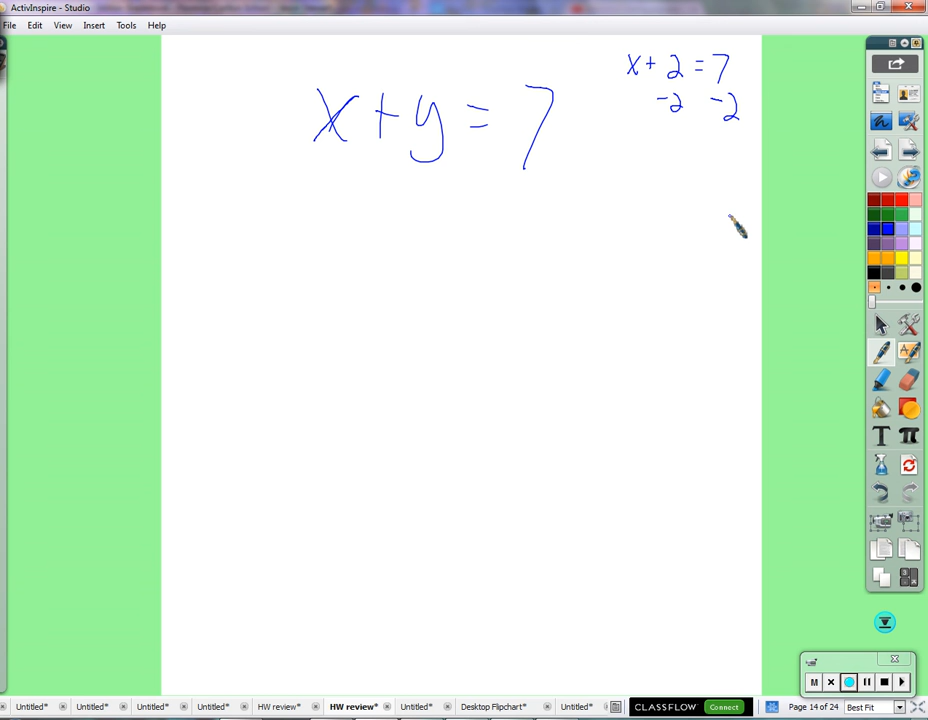 ActivInspire - Studio
File Edit View Insert Tools Help
x + 2 = 7
-2 -2
x + y = 7
M
Untitled* Untitled* Untitled* Untitled* HW review* HW review* Untitled* Desktop Flipchart* Untitled* CLASSFLOW Connect Page 14 of 24 Best Fit